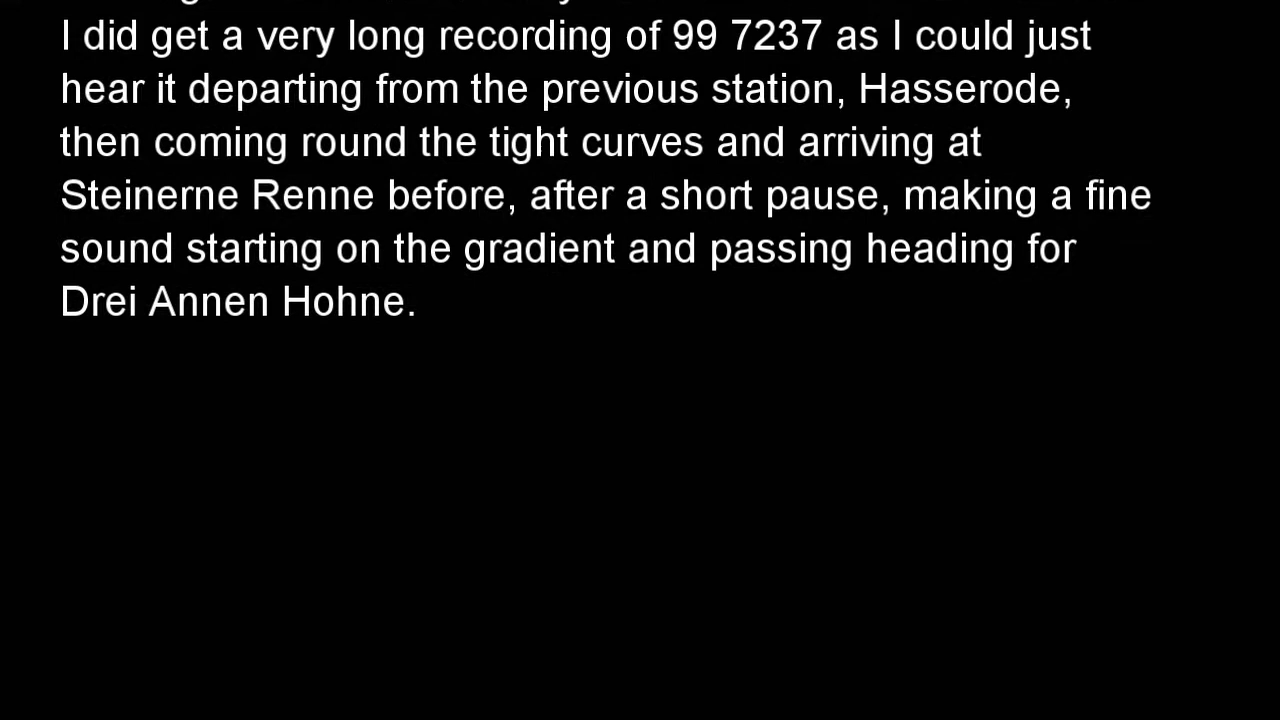 I did get a very long recording of 99 7237 as I could just
hear it departing from the previous station, Hasserode,
then coming round the tight curves and arriving at
Steinerne Renne before, after a short pause, making a fine
sound starting on the gradient and passing heading for
Drei Annen Hohne.